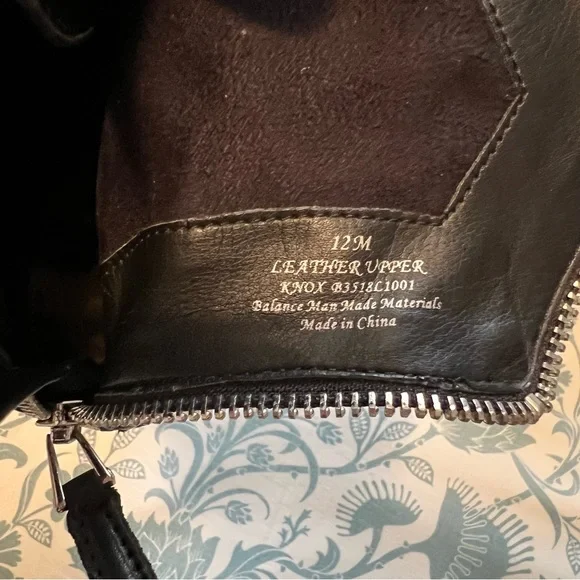 12M
LEATHER UPPER
KNOX B3518L1001
Balance Man Made Materials
Made in China